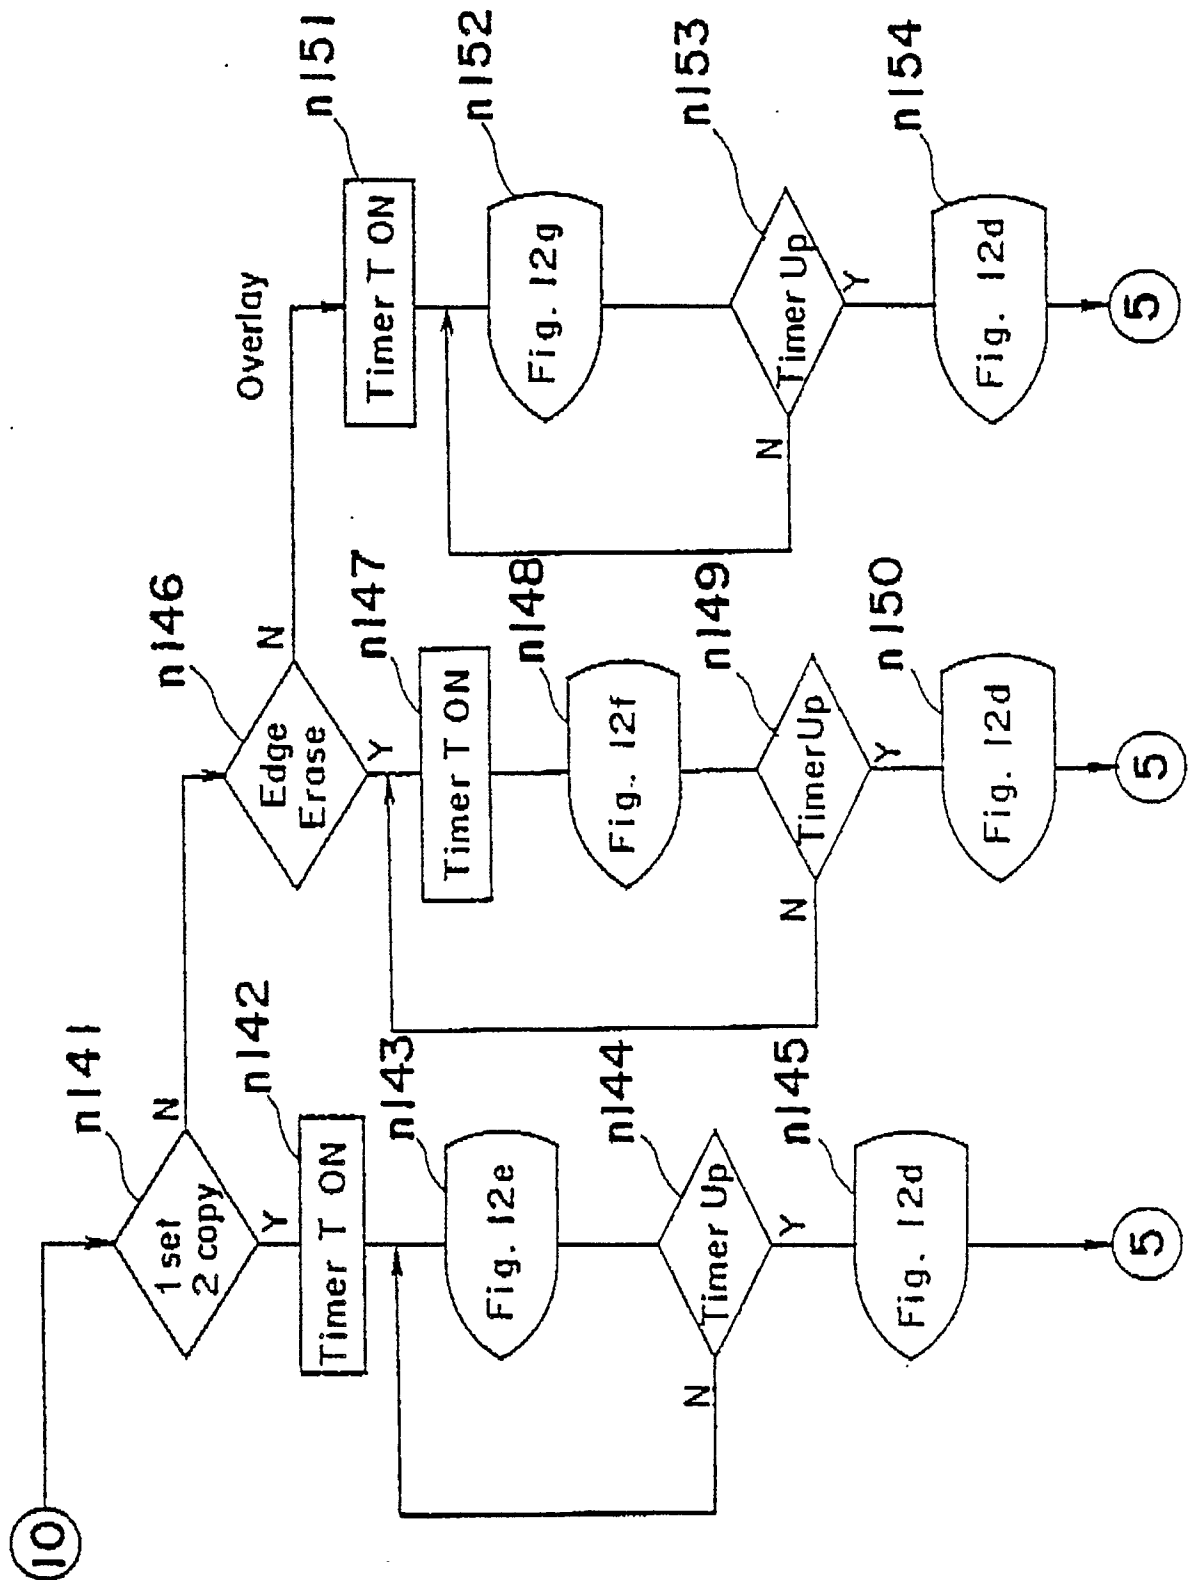 10
n141
1 set
2 copy
N
Y
n142
Timer T ON
n143
Fig. 12e
n144
Timer Up
N
Y
n145
Fig. 12d
5
n146
Edge
Erase
N
Y
n147
Timer T ON
n148
Fig. 12f
n149
Timer Up
N
Y
n150
Fig. 12d
5
Overlay
n151
Timer T ON
n152
Fig. 12g
n153
Timer Up
N
Y
n154
Fig. 12d
5